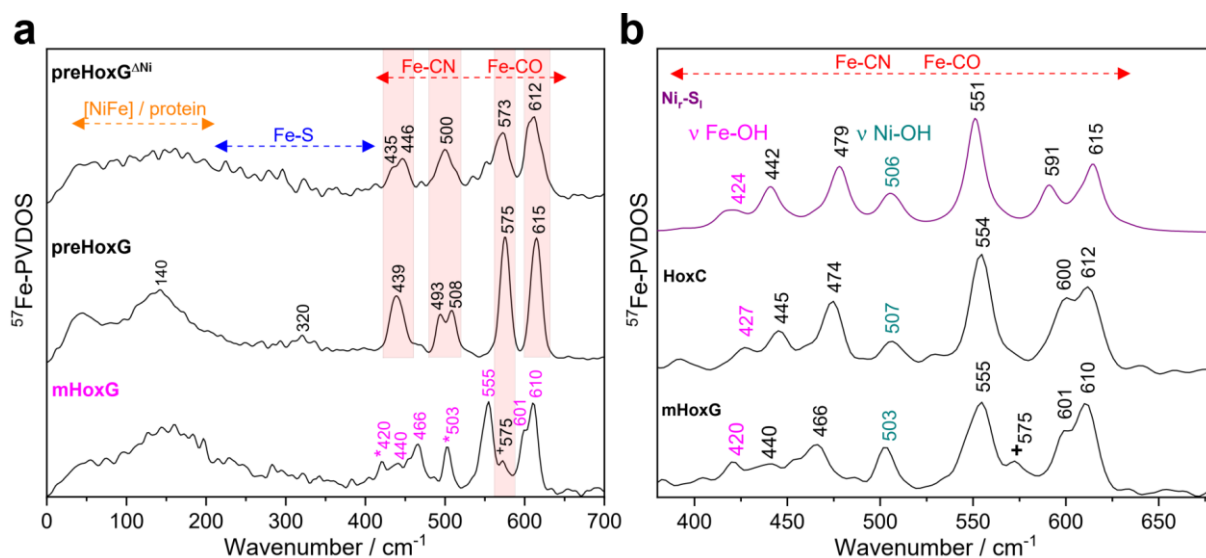 a
preHoxG^ΔNi
Fe-CN Fe-CO
[NiFe] / protein
Fe-S
435 446 500 573 612
preHoxG
140 320 439 493 508 575 615
mHoxG
*420 440 466 *503 555 +575 601 610
57Fe-PVDOS
0 100 200 300 400 500 600 700
Wavenumber / cm-1
b
Fe-CN Fe-CO
Nir-SI
ν Fe-OH ν Ni-OH
424 442 479 506 551 591 615
HoxC
427 445 474 507 554 600 612
mHoxG
420 440 466 503 555 +575 601 610
57Fe-PVDOS
400 450 500 550 600 650
Wavenumber / cm-1